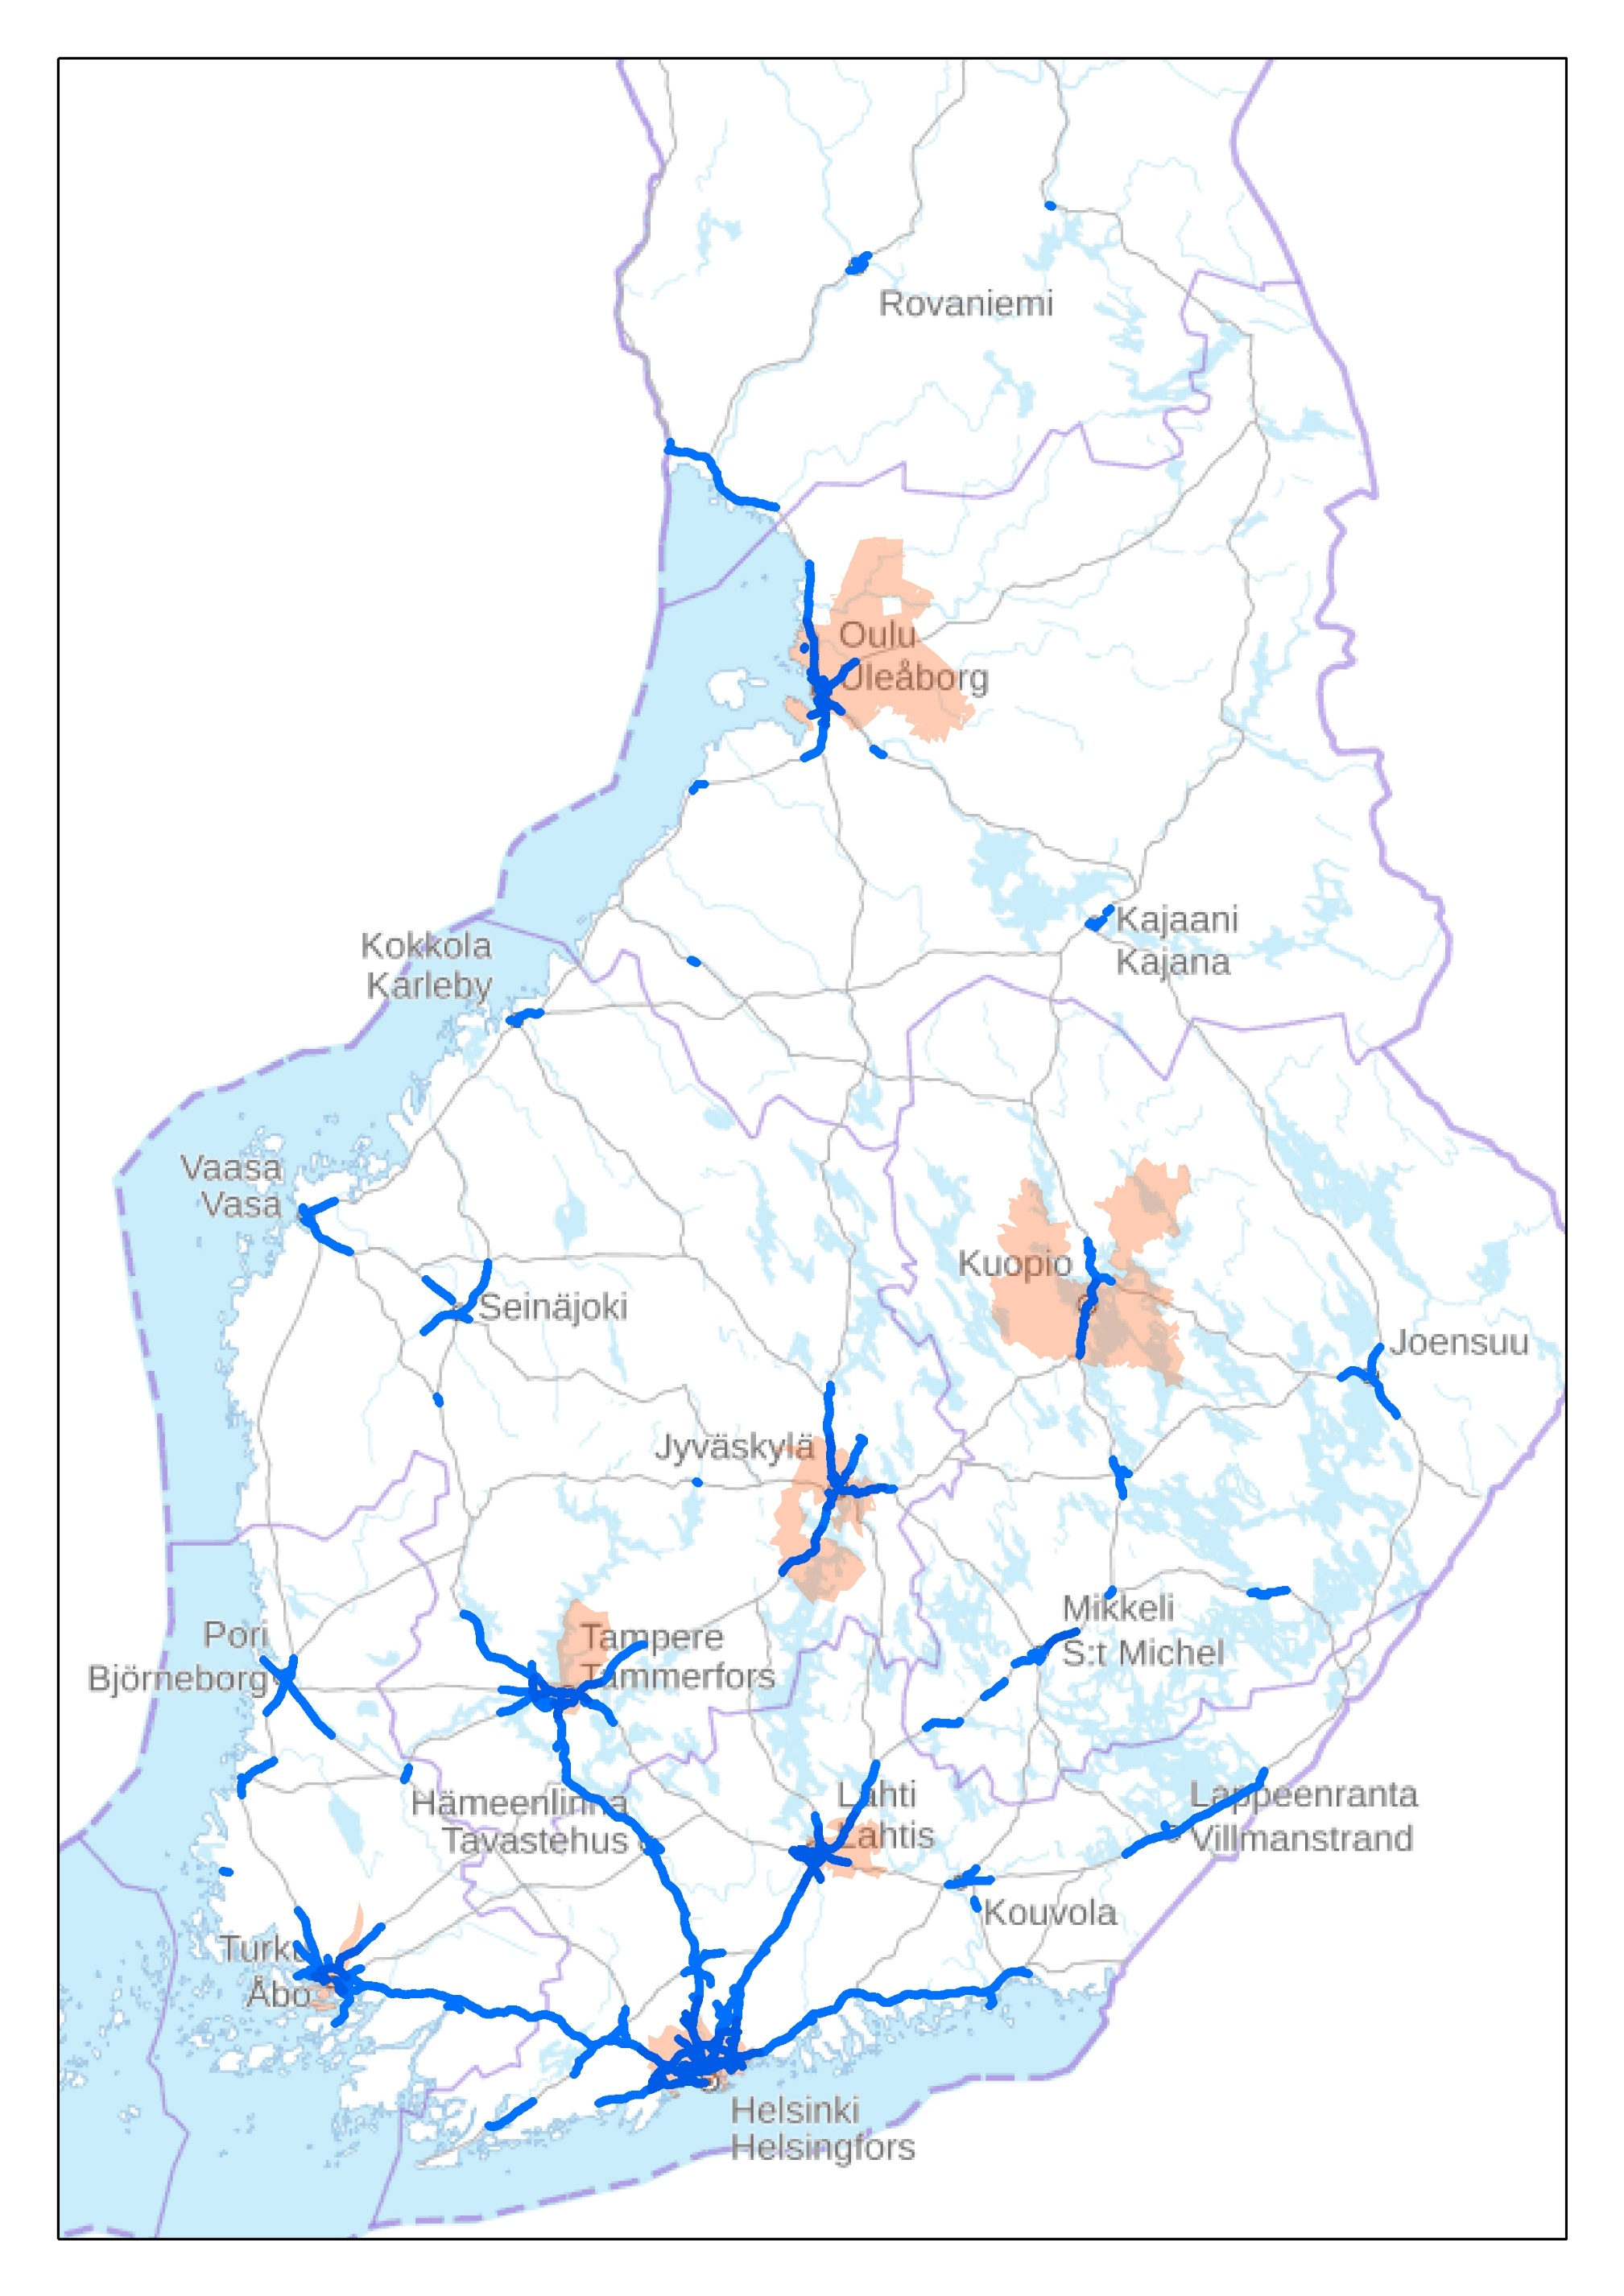 Rovaniemi
Oulu
Uleåborg
Kajaani
Kajana
Kokkola
Karleby
Vaasa
Vasa
Kuopio
Seinäjoki
Joensuu
Jyväskylä
Mikkeli
S:t Michel
Pori
Björneborg
Tampere
Tammerfors
Hämeenlinna
Tavastehus
Lahti
Lahtis
Lappeenranta
Villmanstrand
Kouvola
Turku
Åbo
Helsinki
Helsingfors